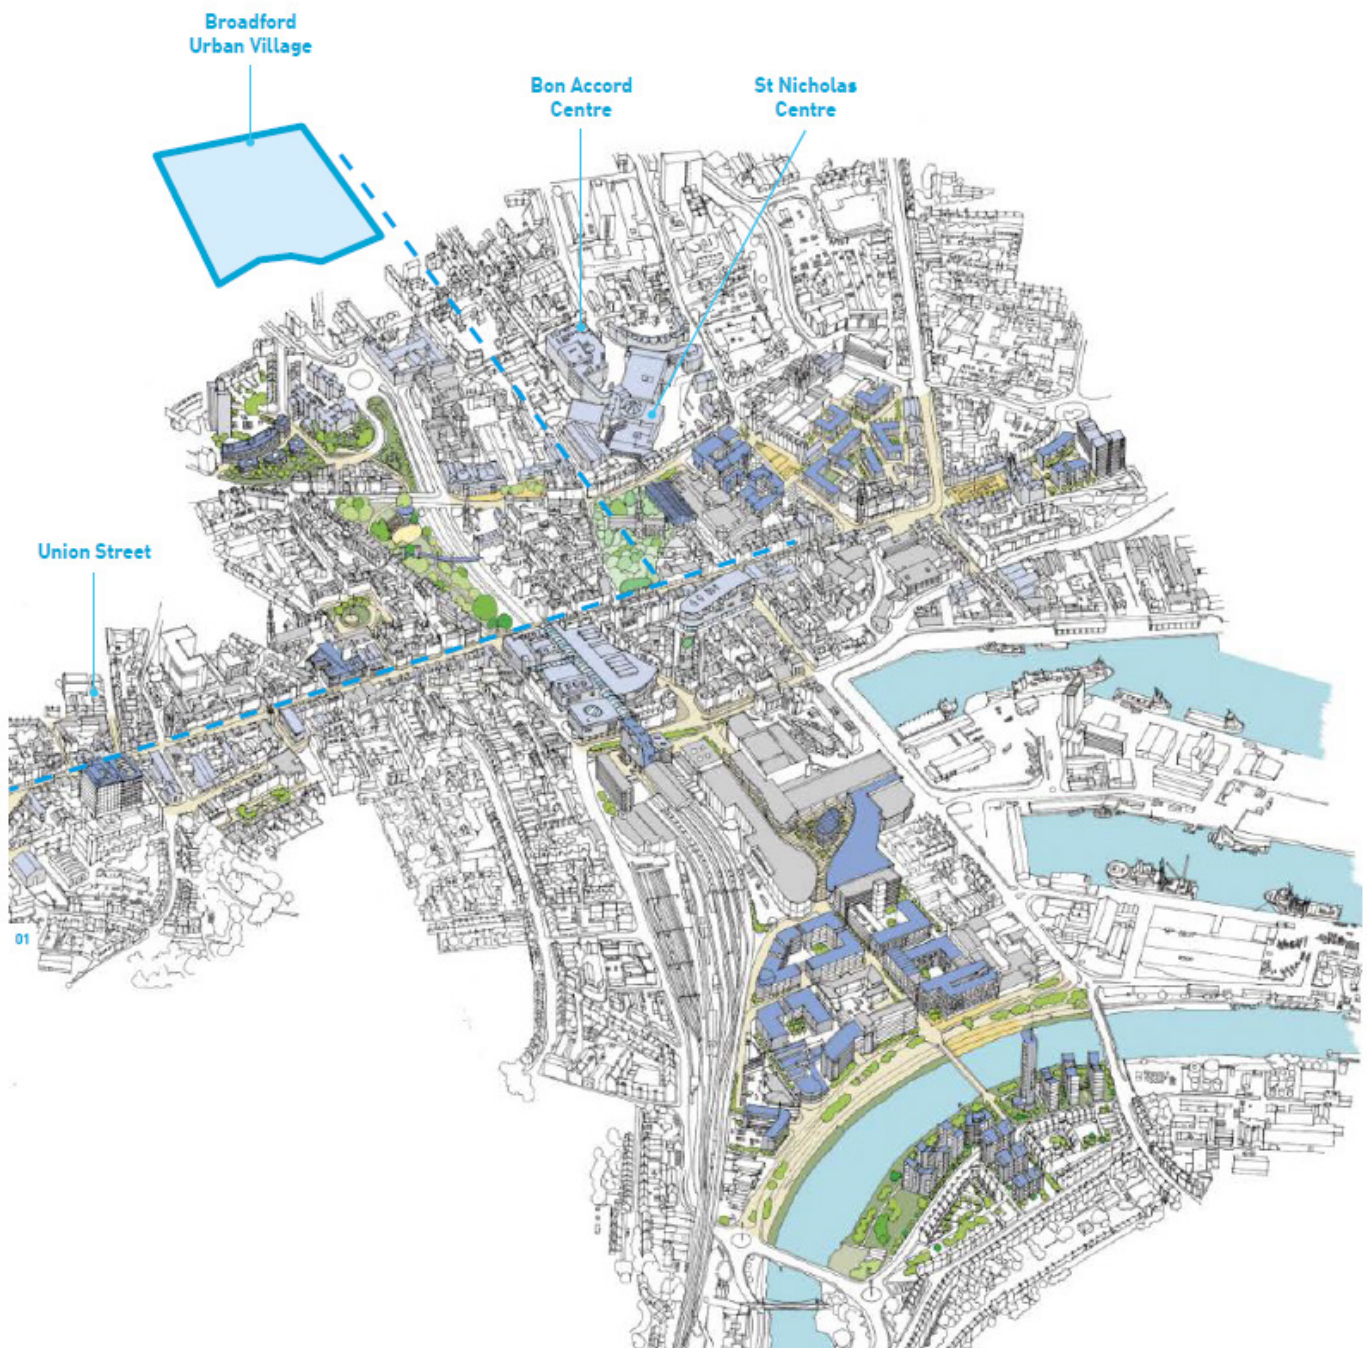 Broadford
Urban Village
Bon Accord
Centre
St Nicholas
Centre
Union Street
01